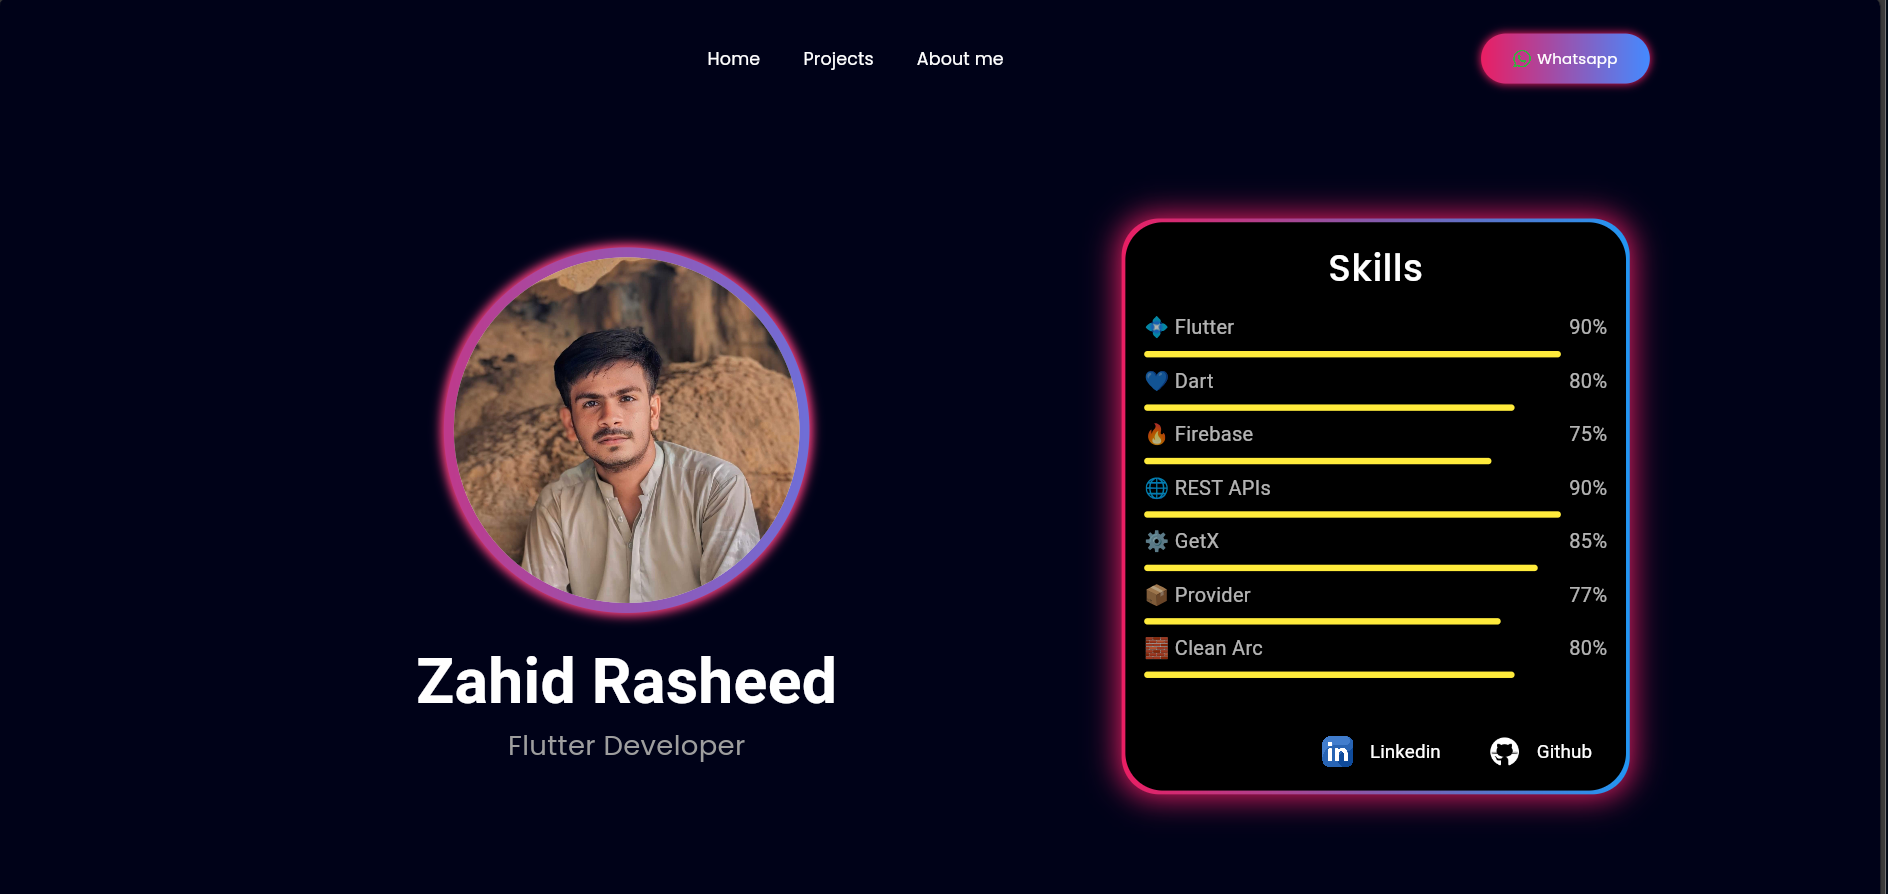 Home Projects About me Whatsapp
Skills
Flutter 90%
Dart 80%
Firebase 75%
REST APIs 90%
GetX 85%
Provider 77%
Clean Arc 80%
in Linkedin Github
Zahid Rasheed
Flutter Developer